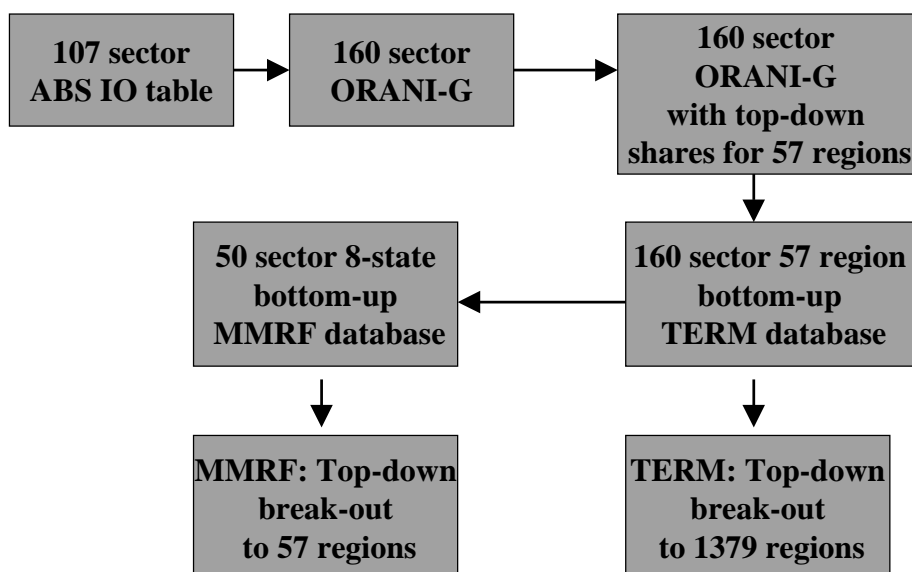 107 sector
ABS IO table
160 sector
ORANI-G
160 sector
ORANI-G
with top-down
shares for 57 regions
50 sector 8-state
bottom-up
MMRF database
160 sector 57 region
bottom-up
TERM database
MMRF: Top-down
break-out
to 57 regions
TERM: Top-down
break-out
to 1379 regions